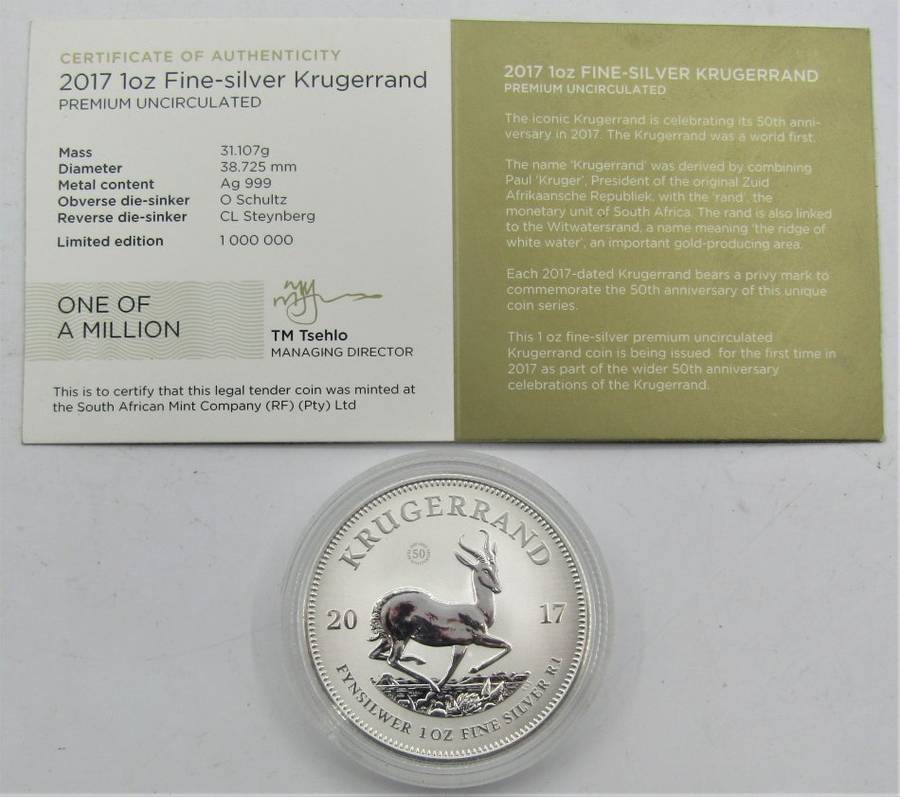 CERTIFICATE OF AUTHENTICITY
2017 1oz Fine-silver Krugerrand
PREMIUM UNCIRCULATED
Mass 31.107g
Diameter 38.725 mm
Metal content Ag 999
Obverse die-sinker O Schultz
Reverse die-sinker CL Steynberg
Limited edition 1 000 000
ONE OF
A MILLION
TM Tsehlo
MANAGING DIRECTOR
This is to certify that this legal tender coin was minted at
the South African Mint Company (RF) (Pty) Ltd
2017 1oz FINE-SILVER KRUGERRAND
PREMIUM UNCIRCULATED
The iconic Krugerrand is celebrating its 50th anni-
versary in 2017. The Krugerrand was a world first.
The name 'Krugerrand' was derived by combining
Paul 'Kruger', President of the original Zuid
Afrikaansche Republiek, with the 'rand', the
monetary unit of South Africa. The rand is also linked
to the Witwatersrand, a name meaning 'the ridge of
white water', an important gold-producing area.
Each 2017-dated Krugerrand bears a privy mark to
commemorate the 50th anniversary of this unique
coin series.
This 1 oz fine-silver premium uncirculated
Krugerrand coin is being issued for the first time in
2017 as part of the wider 50th anniversary
celebrations of the Krugerrand.
KRUGERRAND
50
20 17
FYNSILWER 1 OZ FINE SILVER R1